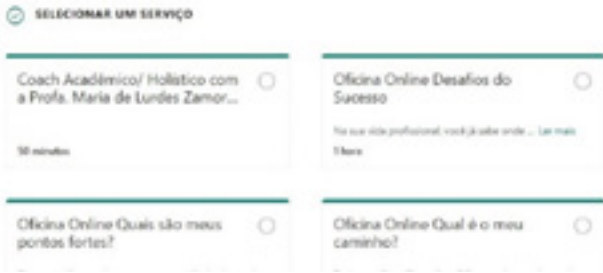 SELECIONAR UM SERVIÇO
Coach Acadêmico/ Holístico com
a Profa. Maria de Lurdes Zamor...
50 minutos
Oficina Online Desafios do
Sucesso
Na sua vida profissional, você já sabe onde ... Ler mais
1 hora
Oficina Online Quais são meus
pontos fortes?
Oficina Online Qual é o meu
caminho?